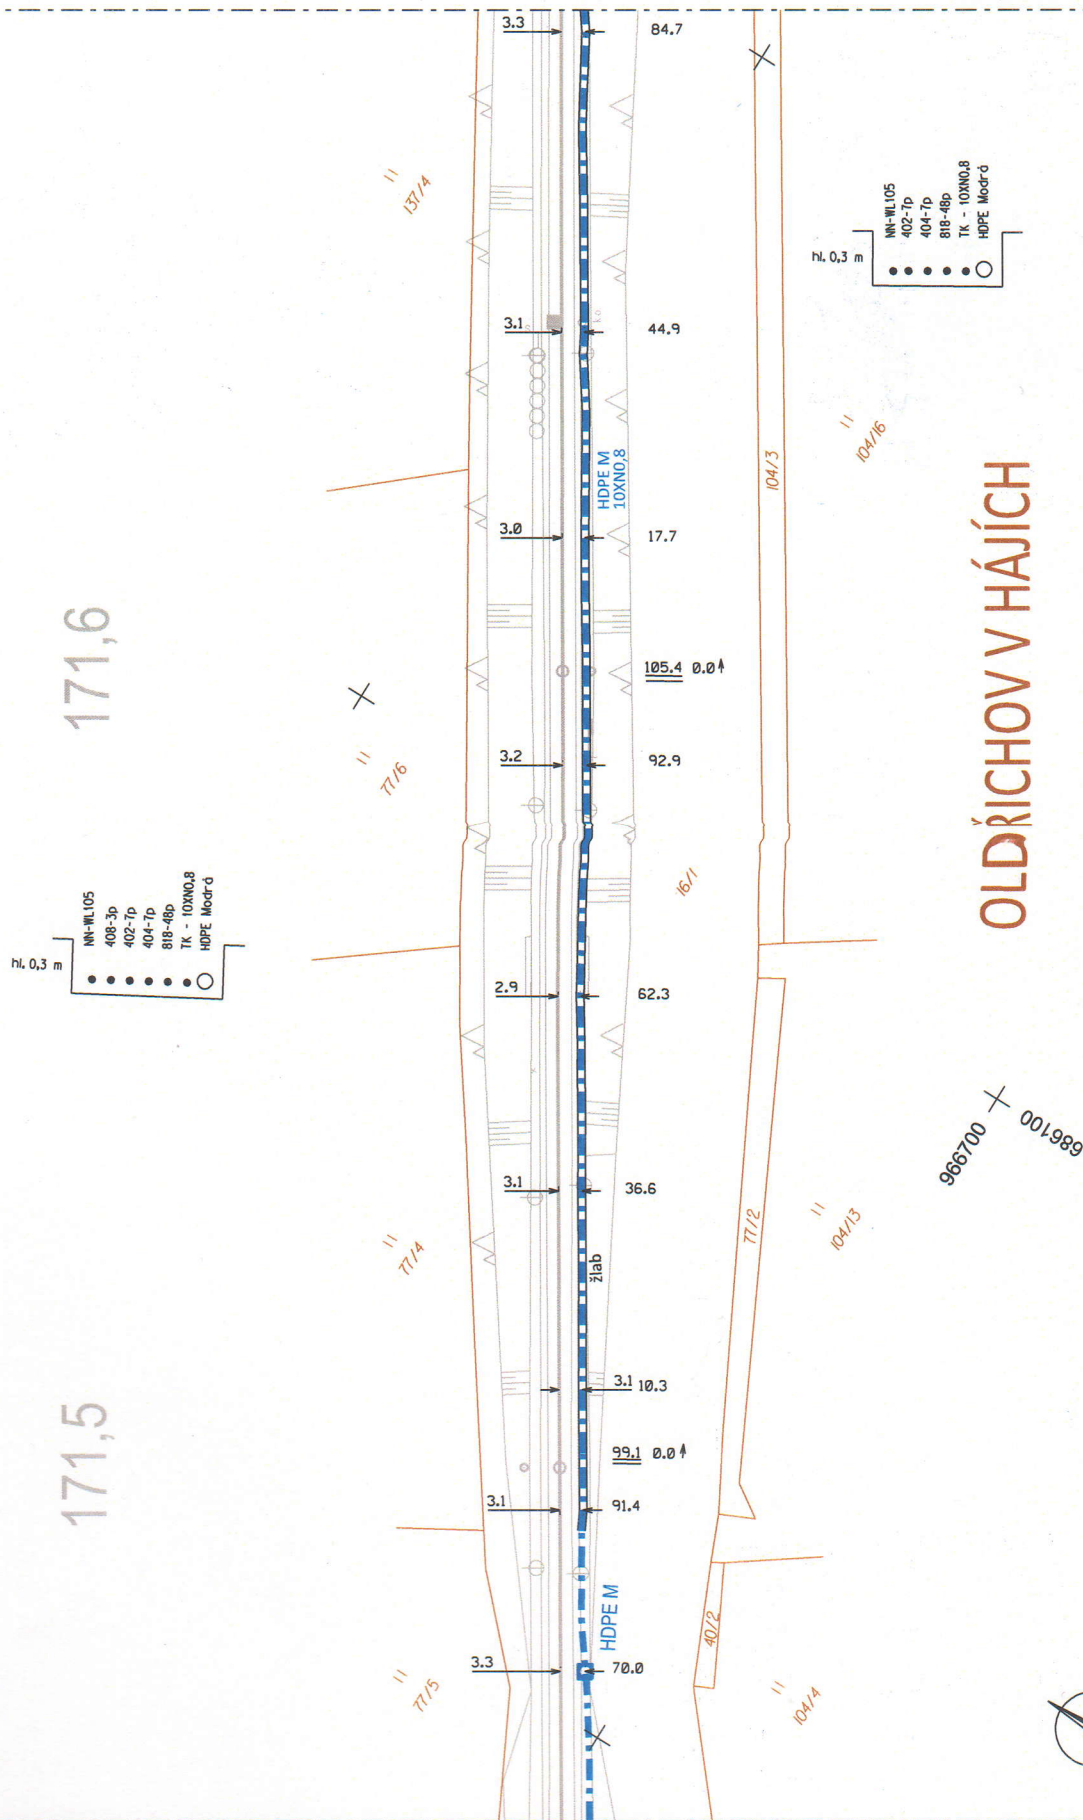 3.3
84.7
137/4
hl. 0,3 m
NN-WL105
402-7p
404-7p
818-48p
TK - 10XN0,8
HDPE Modrá
3.1
k.o.
44.9
104/16
104/3
HDPE M
10XN0,8
3.0
17.7
OLDŘICHOV V HÁJÍCH
171,6
105.4 0.0
3.2
92.9
77/6
16/1
hl. 0,3 m
NN-WL105
408-3p
402-7p
404-7p
818-48p
TK - 10XN0,8
HDPE Modrá
2.9
62.3
966700
686100
3.1
36.6
77/4
77/2
104/13
žlab
3.1 10.3
171,5
99.1 0.0
3.1
91.4
HDPE M
40/2
3.3
70.0
77/5
104/4